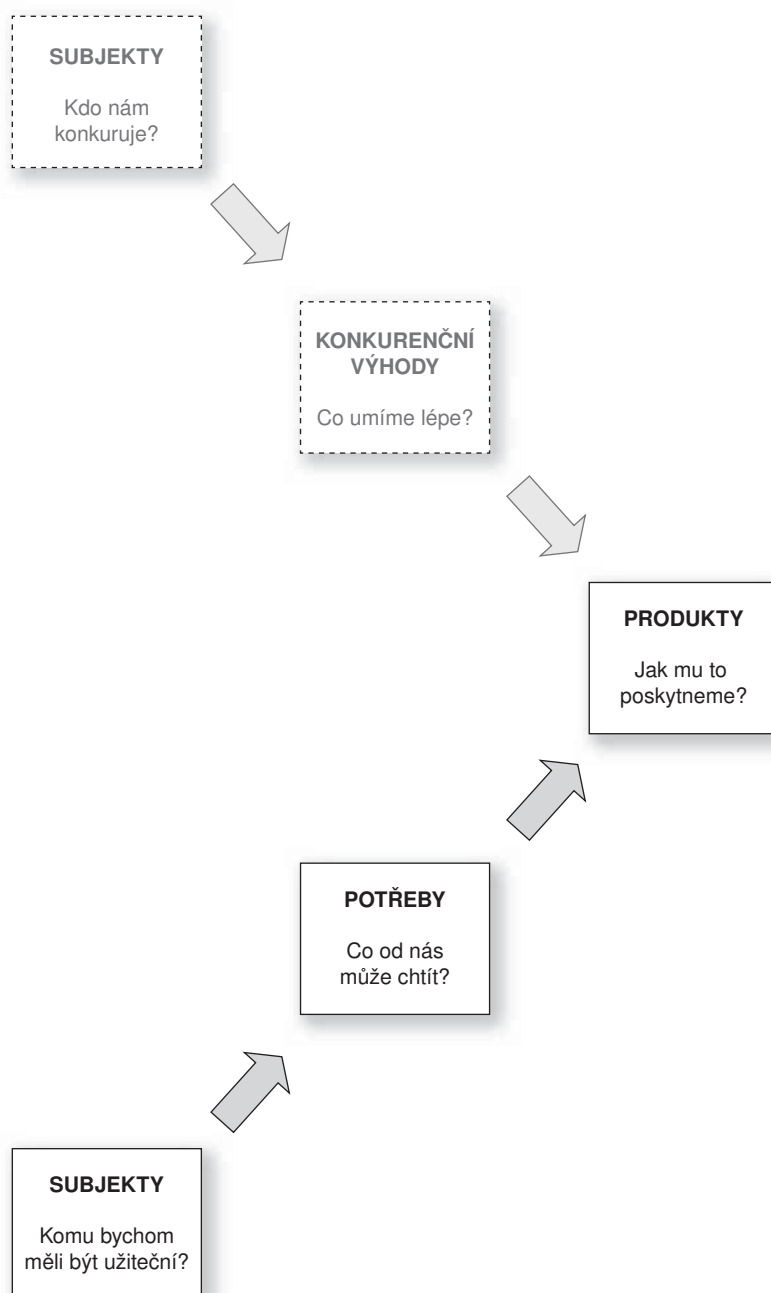 SUBJEKTY
Kdo nám
konkuruje?
KONKURENČNÍ
VÝHODY
Co umíme lépe?
PRODUKTY
Jak mu to
poskytneme?
POTŘEBY
Co od nás
může chtít?
SUBJEKTY
Komu bychom
měli být užiteční?